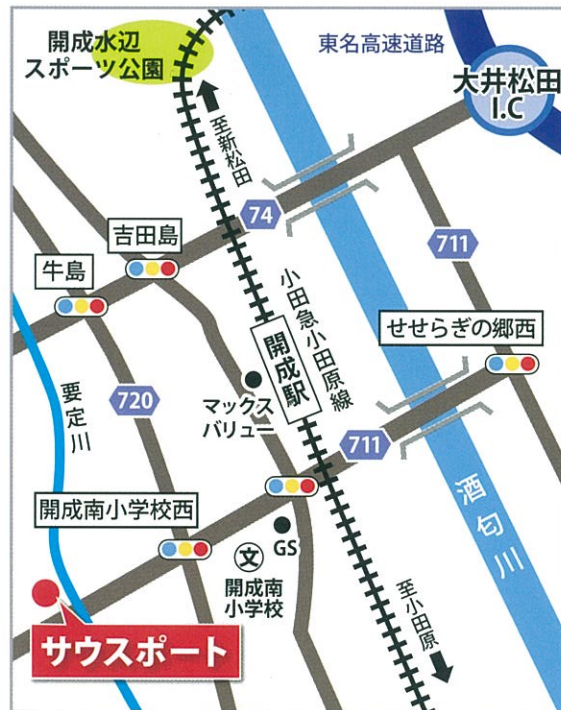 開成水辺
スポーツ公園
東名高速道路
大井松田
I.C
至新松田
74
吉田島
711
牛島
小田急小田原線
せせらぎの郷西
開成駅
720
マックス
バリュー
要定川
711
開成南小学校西
酒匂川
GS
文
開成南
小学校
至小田原
サウスポート